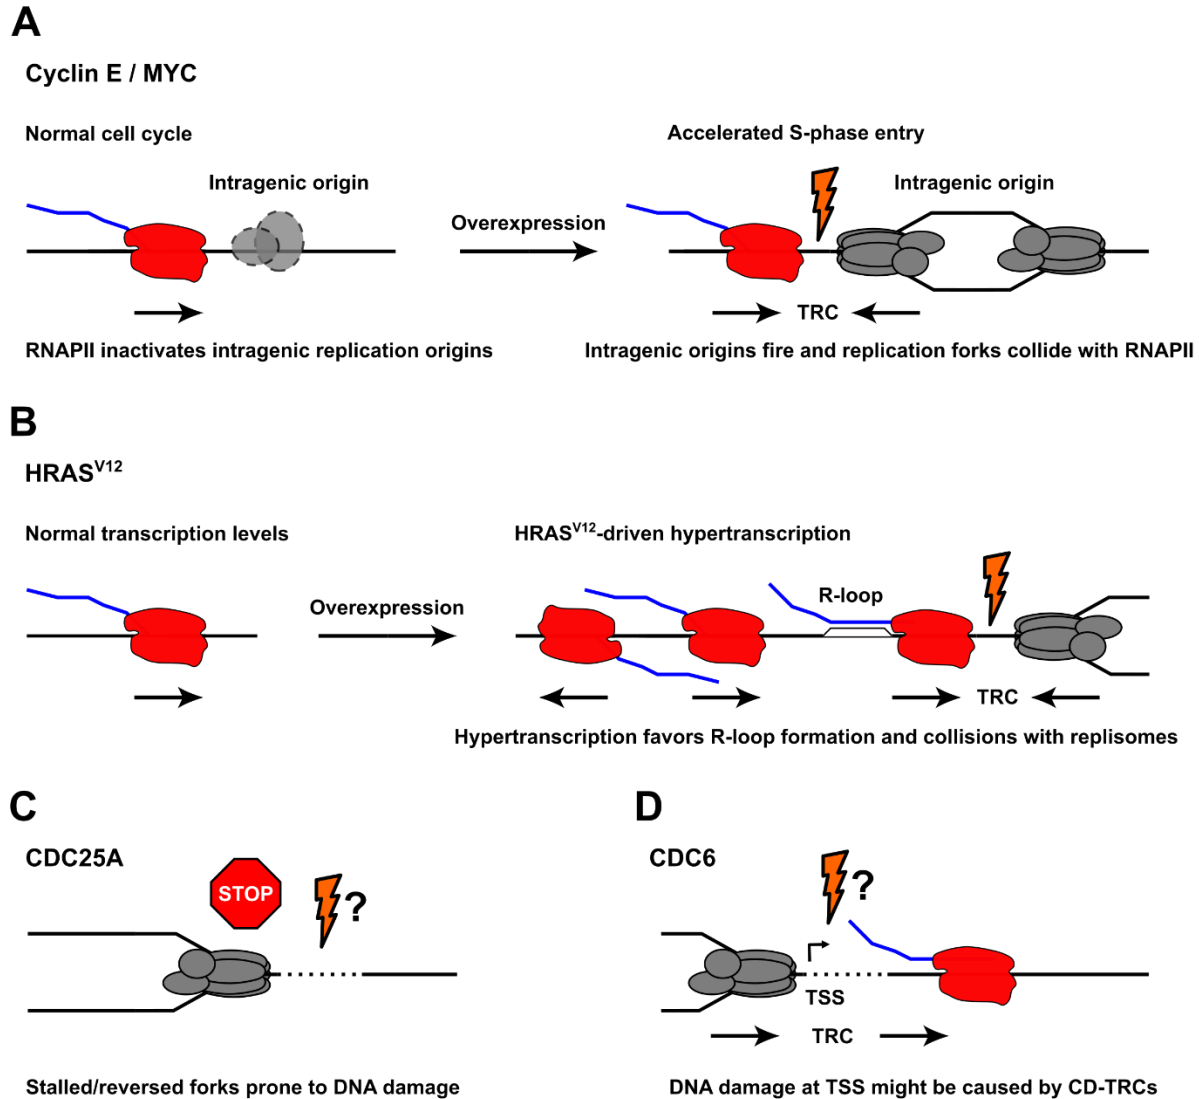 A
Cyclin E / MYC
Normal cell cycle
Accelerated S-phase entry
Intragenic origin
Intragenic origin
Overexpression
TRC
RNAPII inactivates intragenic replication origins
Intragenic origins fire and replication forks collide with RNAPII
B
HRASV12
Normal transcription levels
HRASV12-driven hypertranscription
R-loop
Overexpression
TRC
Hypertranscription favors R-loop formation and collisions with replisomes
C
CDC25A
STOP
?
Stalled/reversed forks prone to DNA damage
D
CDC6
?
TSS
TRC
DNA damage at TSS might be caused by CD-TRCs